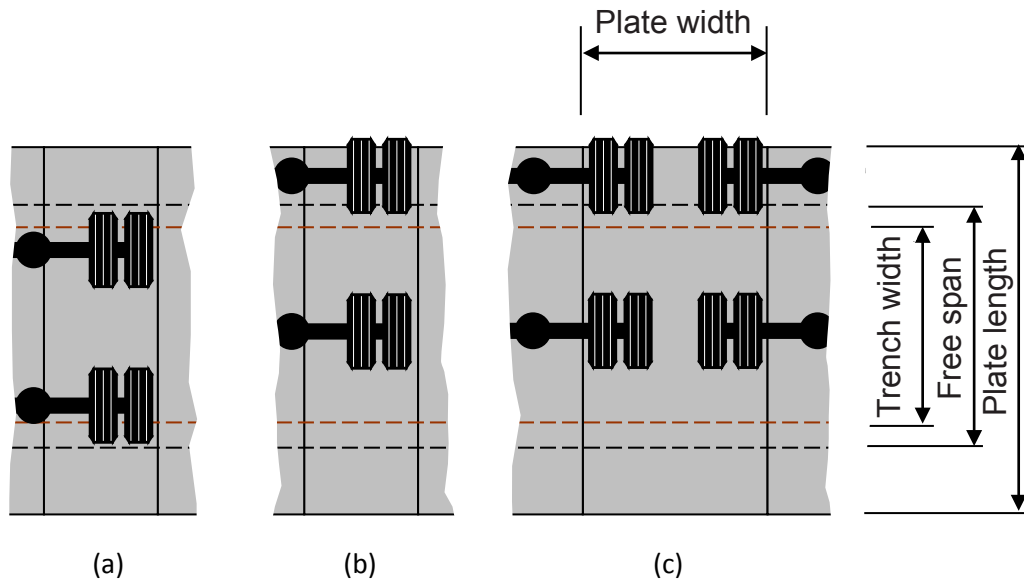 Plate width
Trench width
Free span
Plate length
(a)
(b)
(c)